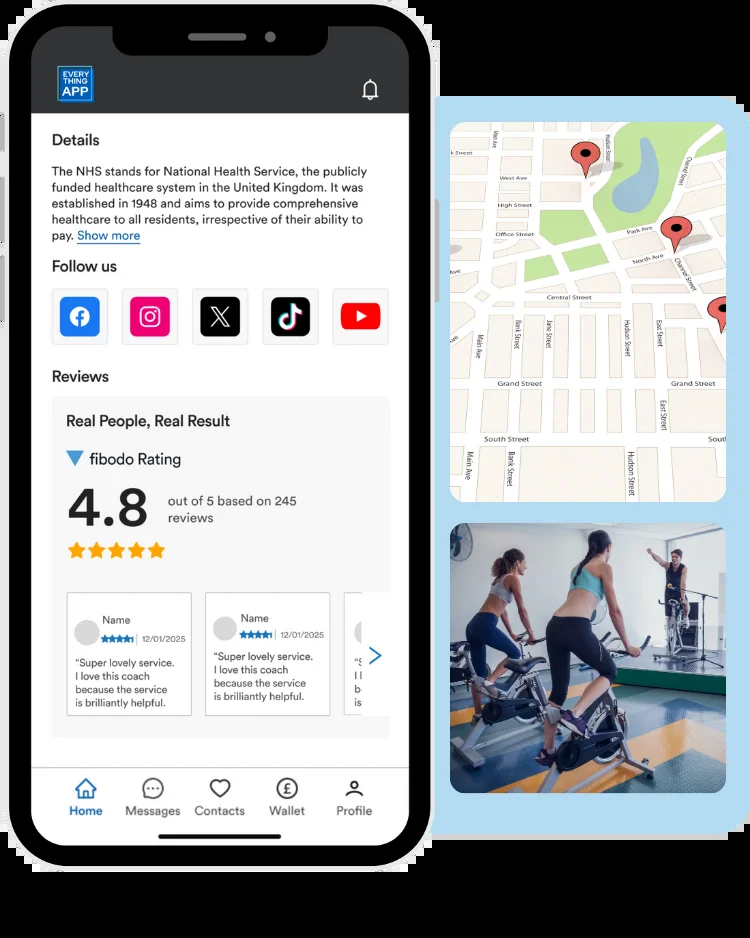 EVERY
THING
APP
Details
The NHS stands for National Health Service, the publicly
funded healthcare system in the United Kingdom. It was
established in 1948 and aims to provide comprehensive
healthcare to all residents, irrespective of their ability to
pay. Show more
Follow us
Reviews
Real People, Real Result
fibodo Rating
4.8
out of 5 based on 245
reviews
Name
12/01/2025
“Super lovely service.
I love this coach
because the service
is brilliantly helpful.
Name
12/01/2025
“Super lovely service.
I love this coach
because the service
is brilliantly helpful.
Home
Messages
Contacts
Wallet
Profile
Main Ave
Hudson Street
k Street
Channel Street
West Ave
High Street
Office Street
Park Ave
North Ave
Channel Street
Ave
Central Street
Main Ave
Bank Street
Jane Street
Hudson Street
East Street
Grand Street
Grand Street
East Street
South Street
Sout
Main Ave
Bank Street
Hudson Street